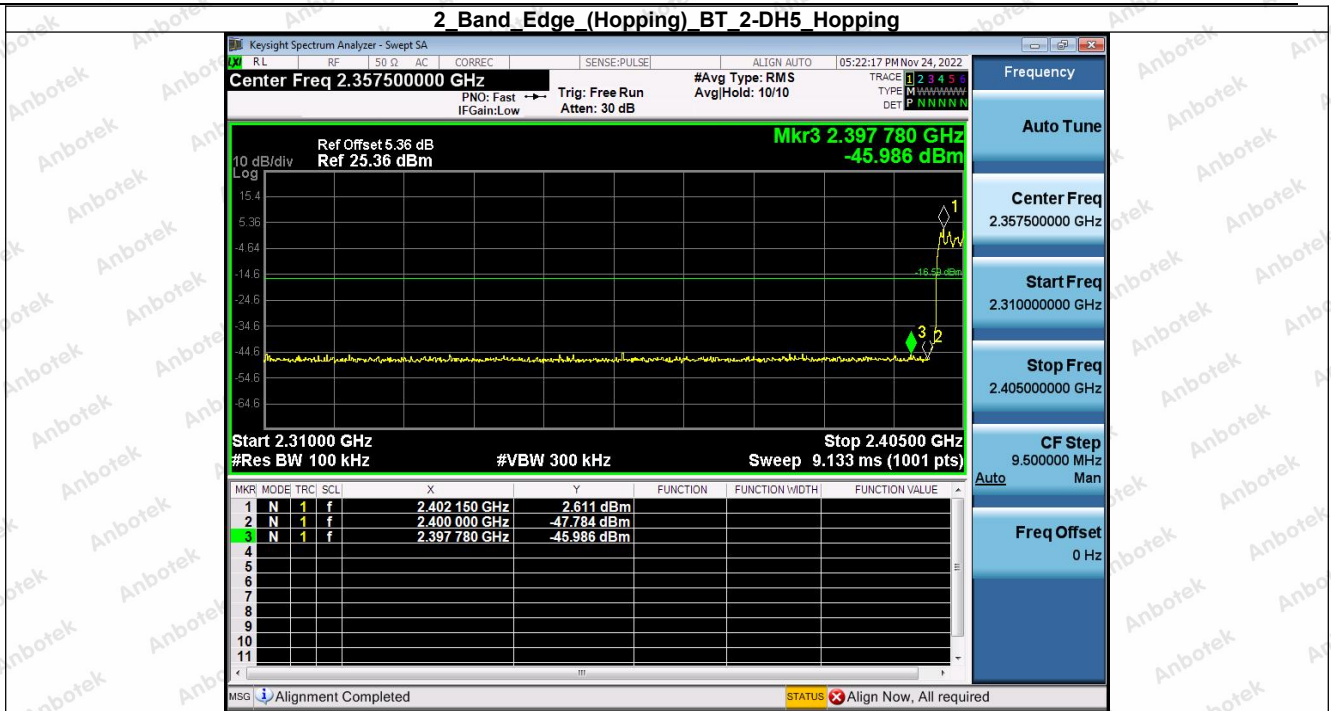 2_Band_Edge_(Hopping)_BT_2-DH5_Hopping
Keysight Spectrum Analyzer - Swept SA
LXI RL RF 50 Ω AC CORREC SENSE:PULSE ALIGN AUTO 05:22:17 PM Nov 24, 2022
Center Freq 2.357500000 GHz
PNO: Fast
IFGain:Low
Trig: Free Run
Atten: 30 dB
#Avg Type: RMS
Avg|Hold: 10/10
TRACE 1 2 3 4 5 6
TYPE M WWWWW
DET P N N N N N
Mkr3 2.397 780 GHz
-45.986 dBm
Ref Offset 5.36 dB
10 dB/div Ref 25.36 dBm
Log
15.4
5.36
-4.64
-14.6
-24.6
-34.6
-44.6
-54.6
-64.6
1
-16.59 dBm
3 2
Start 2.31000 GHz Stop 2.40500 GHz
#Res BW 100 kHz #VBW 300 kHz Sweep 9.133 ms (1001 pts)
MKR MODE TRC SCL X Y FUNCTION FUNCTION WIDTH FUNCTION VALUE
1 N 1 f 2.402 150 GHz 2.611 dBm
2 N 1 f 2.400 000 GHz -47.784 dBm
3 N 1 f 2.397 780 GHz -45.986 dBm
4
5
6
7
8
9
10
11
MSG Alignment Completed STATUS Align Now, All required
Frequency
Auto Tune
Center Freq
2.357500000 GHz
Start Freq
2.310000000 GHz
Stop Freq
2.405000000 GHz
CF Step
9.500000 MHz
Auto Man
Freq Offset
0 Hz
Anbotek